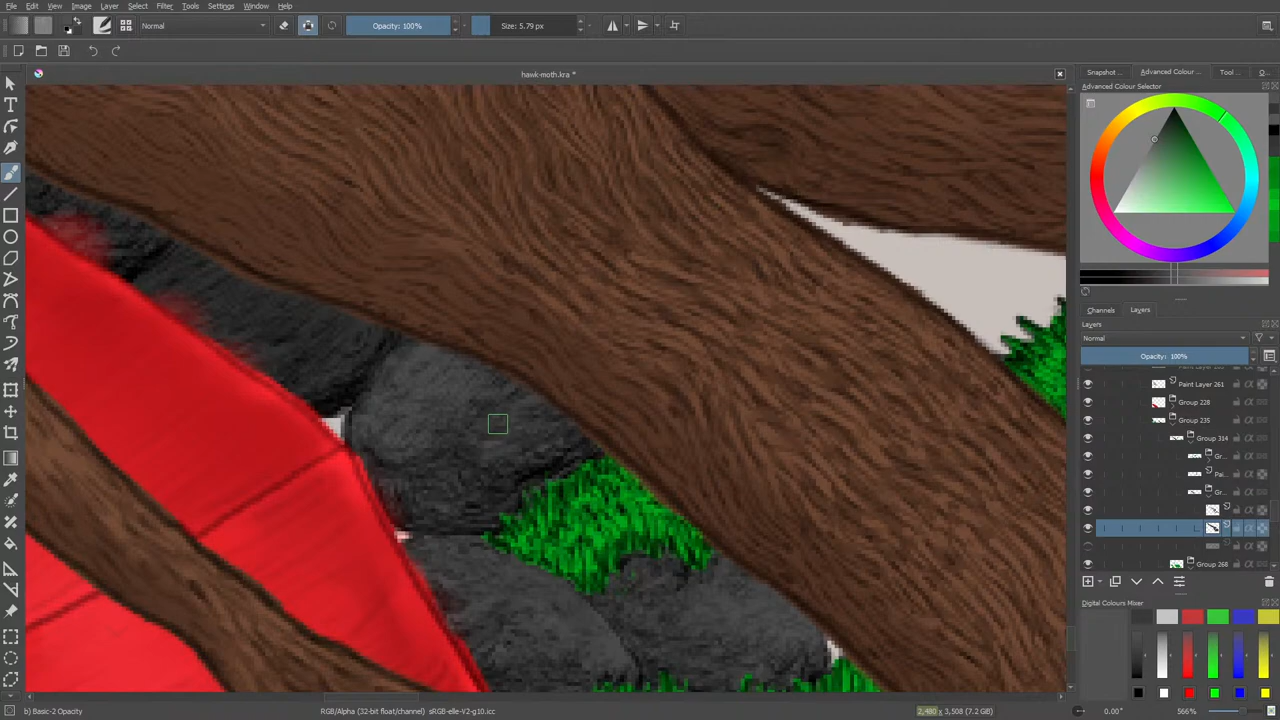 File Edit View Image Layer Select Filter Tools Settings Window Help
Normal Opacity: 100% Size: 5.79 px
hawk-moth.kra *
Snapshot ... Advanced Colour ... Tool ... O...
Advanced Colour Selector
Channels Layers
Layers
Normal
Opacity: 100%
Paint Layer 261
Group 228
Group 235
Group 314
Gr...
Pai...
Gr...
Group 268
Digital Colours Mixer
b) Basic-2 Opacity RGB/Alpha (32-bit float/channel) sRGB-elle-V2-g10.icc 2,480 x 3,508 (7.2 GB) 0.00° 566%